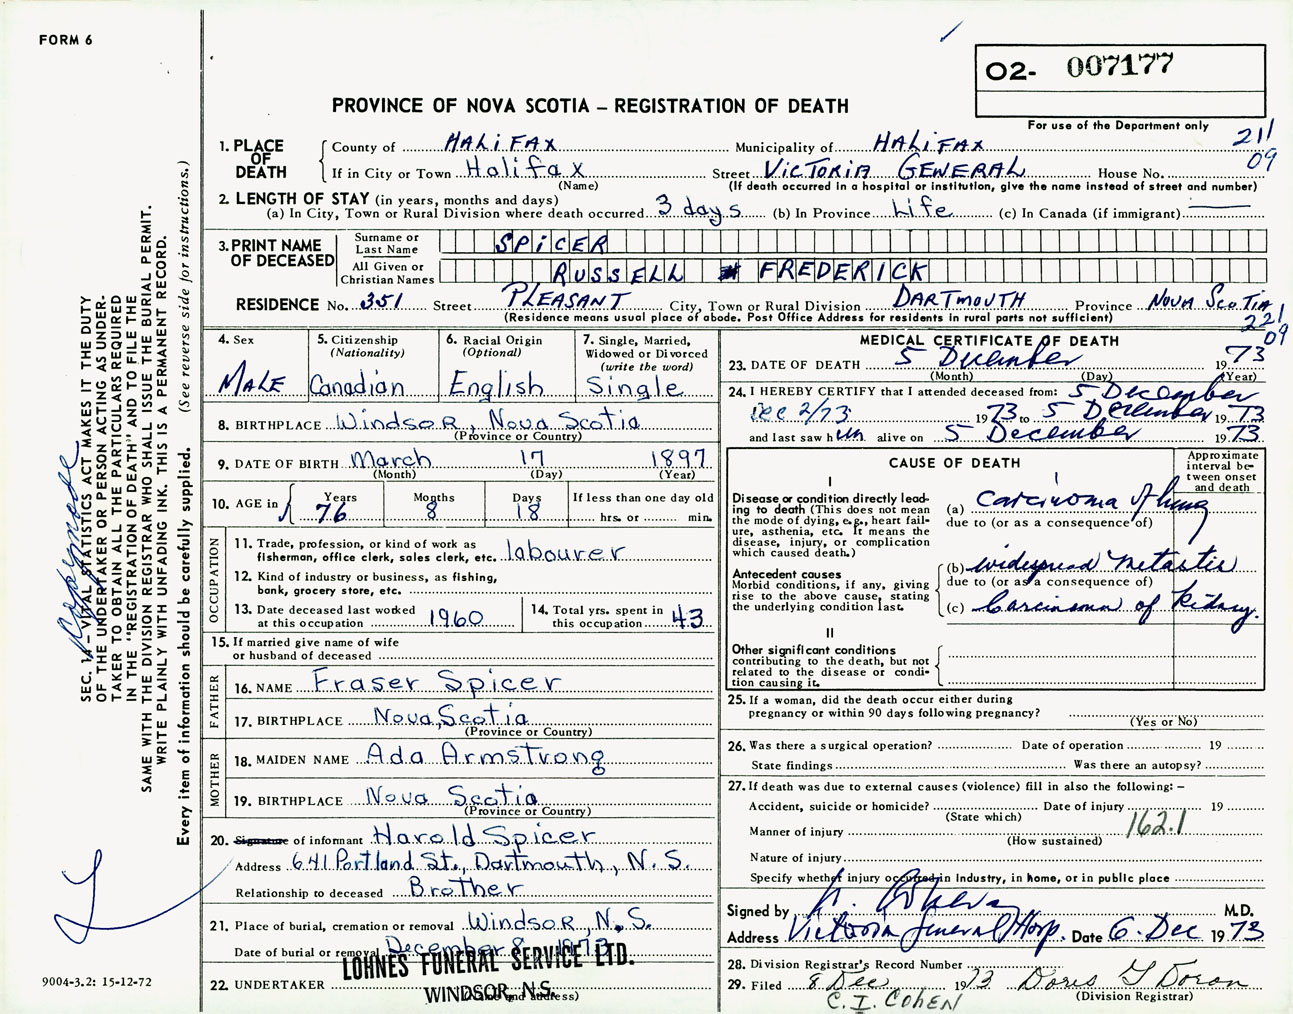 FORM 6
O2- 007177
For use of the Department only
PROVINCE OF NOVA SCOTIA – REGISTRATION OF DEATH
211
09
1. PLACE OF DEATH
County of HALIFAX Municipality of HALIFAX
If in City or Town Halifax Street VICTORIA GENERAL House No.
(Name) (If death occurred in a hospital or institution, give the name instead of street and number)
2. LENGTH OF STAY (in years, months and days)
(a) In City, Town or Rural Division where death occurred 3 days (b) In Province Life (c) In Canada (if immigrant)
3. PRINT NAME OF DECEASED
Surname or Last Name SPICER
All Given or Christian Names RUSSELL FREDERICK
RESIDENCE No. 351 Street PLEASANT City, Town or Rural Division DARTMOUTH Province NOVA SCOTIA
(Residence means usual place of abode. Post Office Address for residents in rural parts not sufficient)
221
09
4. Sex MALE
5. Citizenship (Nationality) Canadian
6. Racial Origin (Optional) English
7. Single, Married, Widowed or Divorced (write the word) Single
8. BIRTHPLACE Windsor, Nova Scotia
(Province or Country)
9. DATE OF BIRTH March 17 1897
(Month) (Day) (Year)
10. AGE in Years 76 Months 8 Days 18 If less than one day old hrs. or min.
OCCUPATION
11. Trade, profession, or kind of work as fisherman, office clerk, sales clerk, etc. labourer
12. Kind of industry or business, as fishing, bank, grocery store, etc.
13. Date deceased last worked at this occupation 1960
14. Total yrs. spent in this occupation 43
15. If married give name of wife or husband of deceased
FATHER
16. NAME Fraser Spicer
17. BIRTHPLACE Nova Scotia
(Province or Country)
MOTHER
18. MAIDEN NAME Ada Armstrong
19. BIRTHPLACE Nova Scotia
(Province or Country)
20. Signature of informant Harold Spicer
Address 641 Portland St., Dartmouth, N.S.
Relationship to deceased Brother
21. Place of burial, cremation or removal Windsor, N.S.
Date of burial or removal December 8, 1973
LOHNES FUNERAL SERVICE LTD.
22. UNDERTAKER WINDSOR, N.S.
(Name and address)
MEDICAL CERTIFICATE OF DEATH
23. DATE OF DEATH 5 December 1973
(Month) (Day) (Year)
24. I HEREBY CERTIFY that I attended deceased from: 5 December
Dec 2/73 1973 to 5 December 1973
and last saw him alive on 5 December 1973
CAUSE OF DEATH
Approximate interval between onset and death
I
Disease or condition directly leading to death (This does not mean the mode of dying, e.g., heart failure, asthenia, etc. It means the disease, injury, or complication which caused death.)
(a) carcinoma of lung
due to (or as a consequence of)
Antecedent causes
Morbid conditions, if any, giving rise to the above cause, stating the underlying condition last.
(b) widespread metastis
due to (or as a consequence of)
(c) Carcinoma of kidney.
II
Other significant conditions
contributing to the death, but not related to the disease or condition causing it.
25. If a woman, did the death occur either during pregnancy or within 90 days following pregnancy?
(Yes or No)
26. Was there a surgical operation? Date of operation 19
State findings Was there an autopsy?
27. If death was due to external causes (violence) fill in also the following: –
Accident, suicide or homicide? Date of injury 19
(State which)
162.1
Manner of injury
(How sustained)
Nature of injury
Specify whether injury occurred in Industry, in home, or in public place
Signed by M.D.
Address Victoria General Hosp. Date 6 Dec 1973
28. Division Registrar's Record Number
29. Filed 8 Dec 1973 Doris Y Doron
(Division Registrar)
C.I. COHEN
SEC. 14 – VITAL STATISTICS ACT MAKES IT THE DUTY
OF THE UNDERTAKER OR PERSON ACTING AS UNDER-
TAKER TO OBTAIN ALL THE PARTICULARS REQUIRED
IN THE "REGISTRATION OF DEATH" AND TO FILE THE
SAME WITH THE DIVISION REGISTRAR WHO SHALL ISSUE THE BURIAL PERMIT.
WRITE PLAINLY WITH UNFADING INK. THIS IS A PERMANENT RECORD.
Every item of information should be carefully supplied. (See reverse side for instructions.)
9004-3.2: 15-12-72